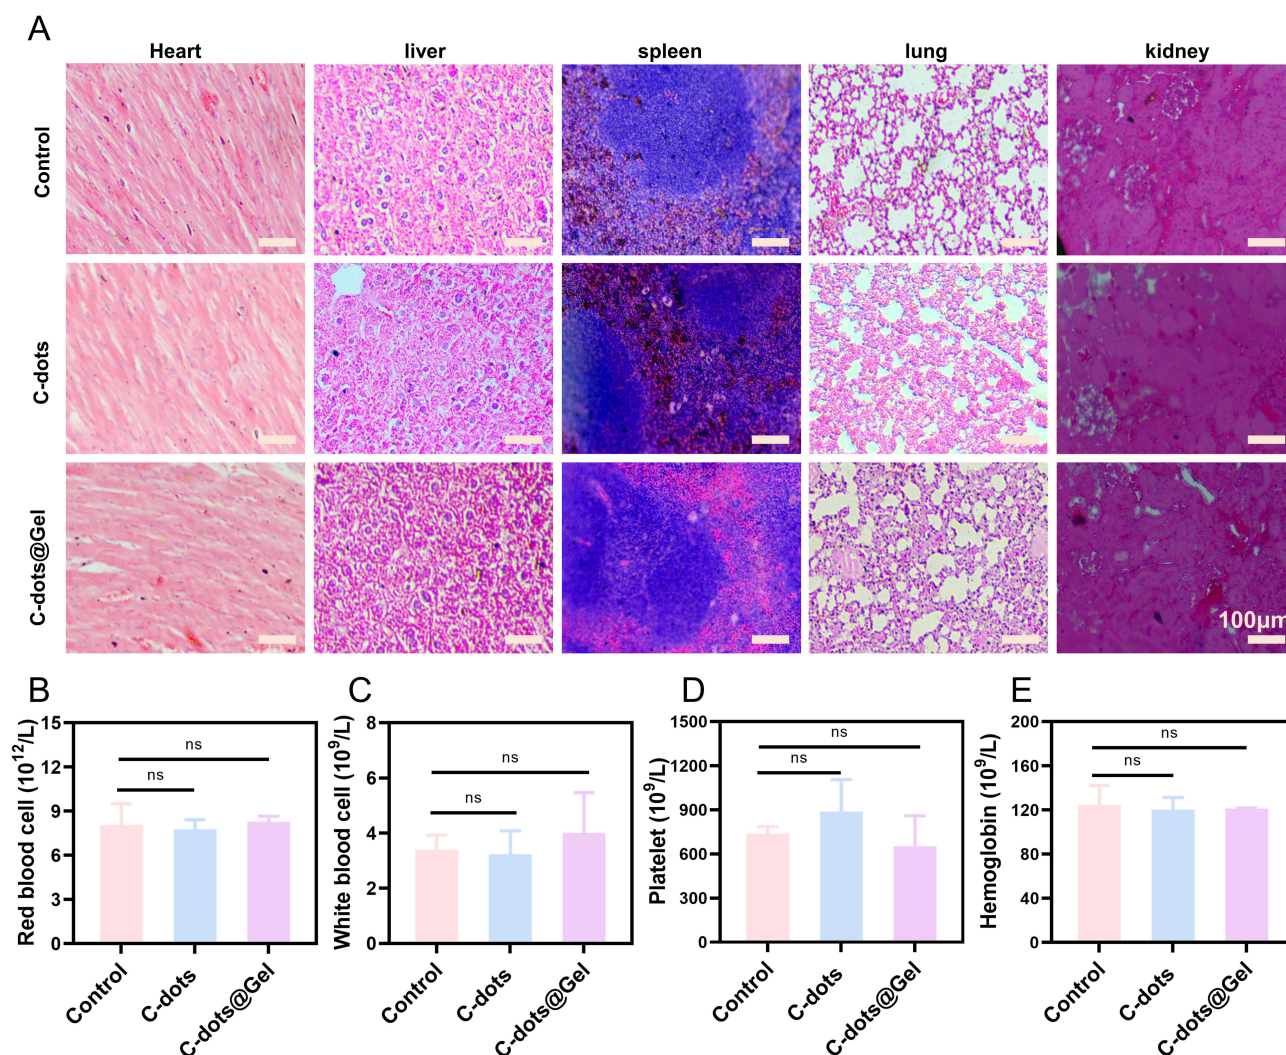 A
Heart liver spleen lung kidney
Control
C-dots
C-dots@Gel
100μm
B
Red blood cell (10¹²/L)
15
12
9
6
3
0
ns
ns
Control
C-dots
C-dots@Gel
C
White blood cell (10⁹/L)
8
6
4
2
0
ns
ns
Control
C-dots
C-dots@Gel
D
Platelet (10⁹/L)
1500
1200
900
600
300
0
ns
ns
Control
C-dots
C-dots@Gel
E
Hemoglobin (10⁹/L)
200
160
120
80
40
0
ns
ns
Control
C-dots
C-dots@Gel